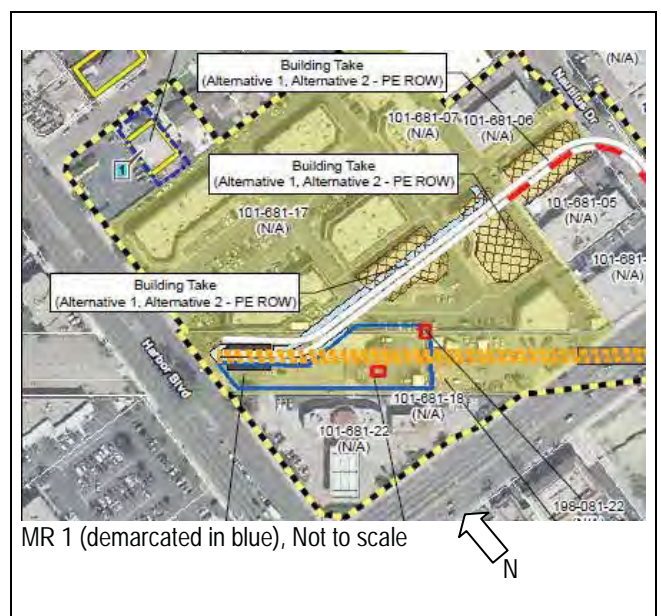 Building Take
(Alternative 1, Alternative 2 - PE ROW)
(N/A)
Nautilus Dr
101-681-07
(N/A)
101-681-06
(N/A)
1
Building Take
(Alternative 1, Alternative 2 - PE ROW)
101-681-17
(N/A)
101-681-05
(N/A)
101-681-
(N/A)
Building Take
(Alternative 1, Alternative 2 - PE ROW)
Harbor Blvd
101-681-18
(N/A)
101-681-22
(N/A)
198-081-22
MR 1 (demarcated in blue), Not to scale
N